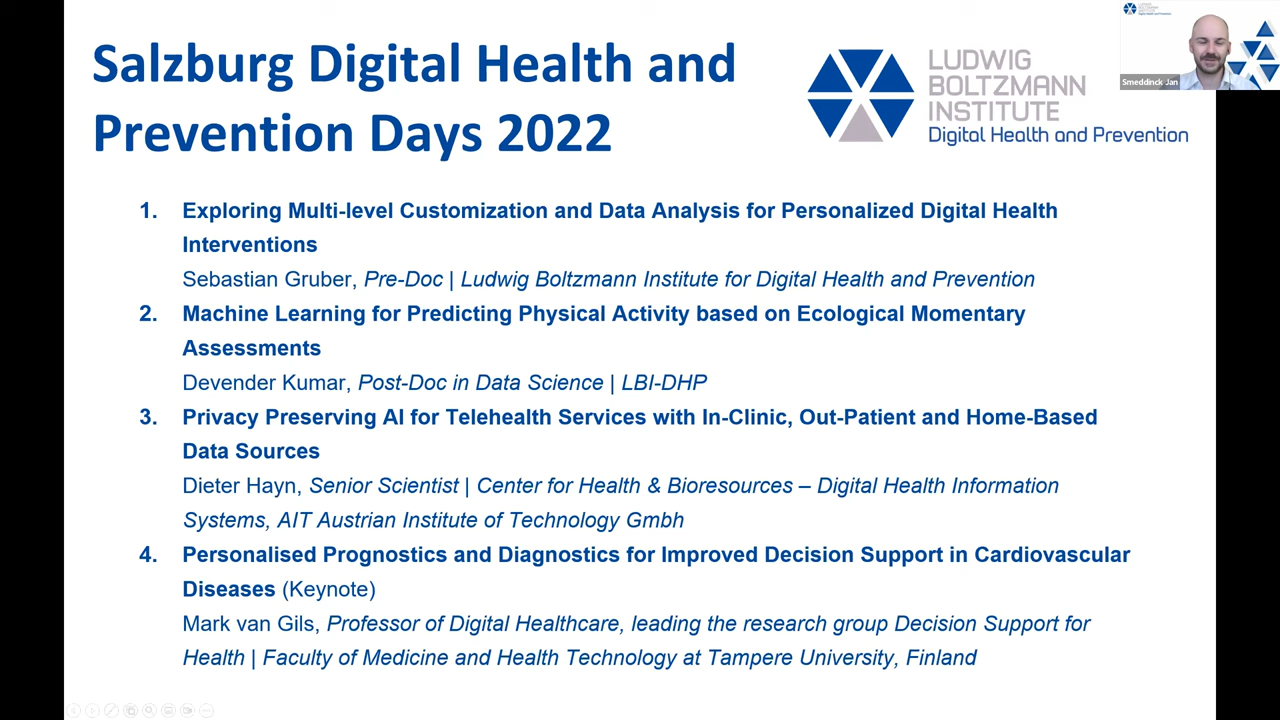 Salzburg Digital Health and
Prevention Days 2022
LUDWIG
BOLTZMANN
INSTITUTE
Digital Health and Prevention
Smeddinck Jan
1. Exploring Multi-level Customization and Data Analysis for Personalized Digital Health
Interventions
Sebastian Gruber, Pre-Doc | Ludwig Boltzmann Institute for Digital Health and Prevention
2. Machine Learning for Predicting Physical Activity based on Ecological Momentary
Assessments
Devender Kumar, Post-Doc in Data Science | LBI-DHP
3. Privacy Preserving AI for Telehealth Services with In-Clinic, Out-Patient and Home-Based
Data Sources
Dieter Hayn, Senior Scientist | Center for Health & Bioresources – Digital Health Information
Systems, AIT Austrian Institute of Technology Gmbh
4. Personalised Prognostics and Diagnostics for Improved Decision Support in Cardiovascular
Diseases (Keynote)
Mark van Gils, Professor of Digital Healthcare, leading the research group Decision Support for
Health | Faculty of Medicine and Health Technology at Tampere University, Finland